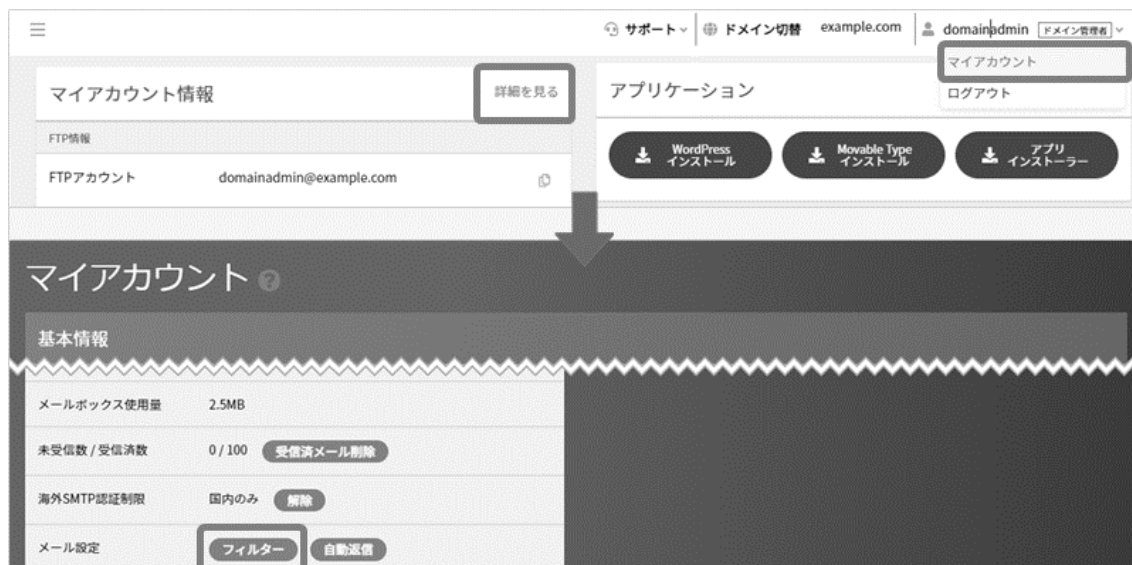 サポート ドメイン切替 example.com domainadmin ドメイン管理者
マイアカウント
ログアウト
マイアカウント情報 詳細を見る
FTP情報
FTPアカウント domainadmin@example.com
アプリケーション
WordPress
インストール
Movable Type
インストール
アプリ
インストーラー
マイアカウント ?
基本情報
メールボックス使用量 2.5MB
未受信数 / 受信済数 0 / 100 受信済メール削除
海外SMTP認証制限 国内のみ 解除
メール設定 フィルター 自動返信